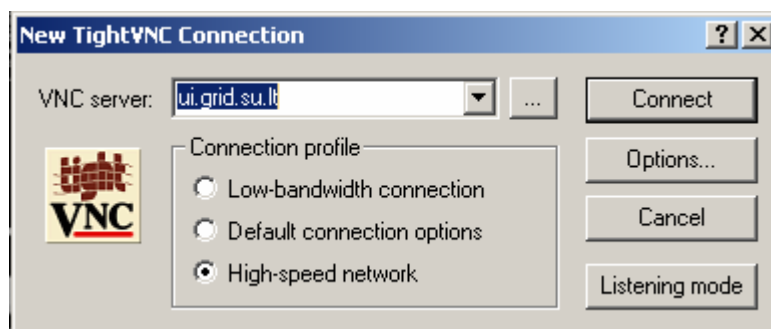 New TightVNC Connection
VNC server: ui.grid.su.lt ... Connect
Connection profile
Options...
Low-bandwidth connection
tight
VNC
Default connection options
Cancel
High-speed network
Listening mode